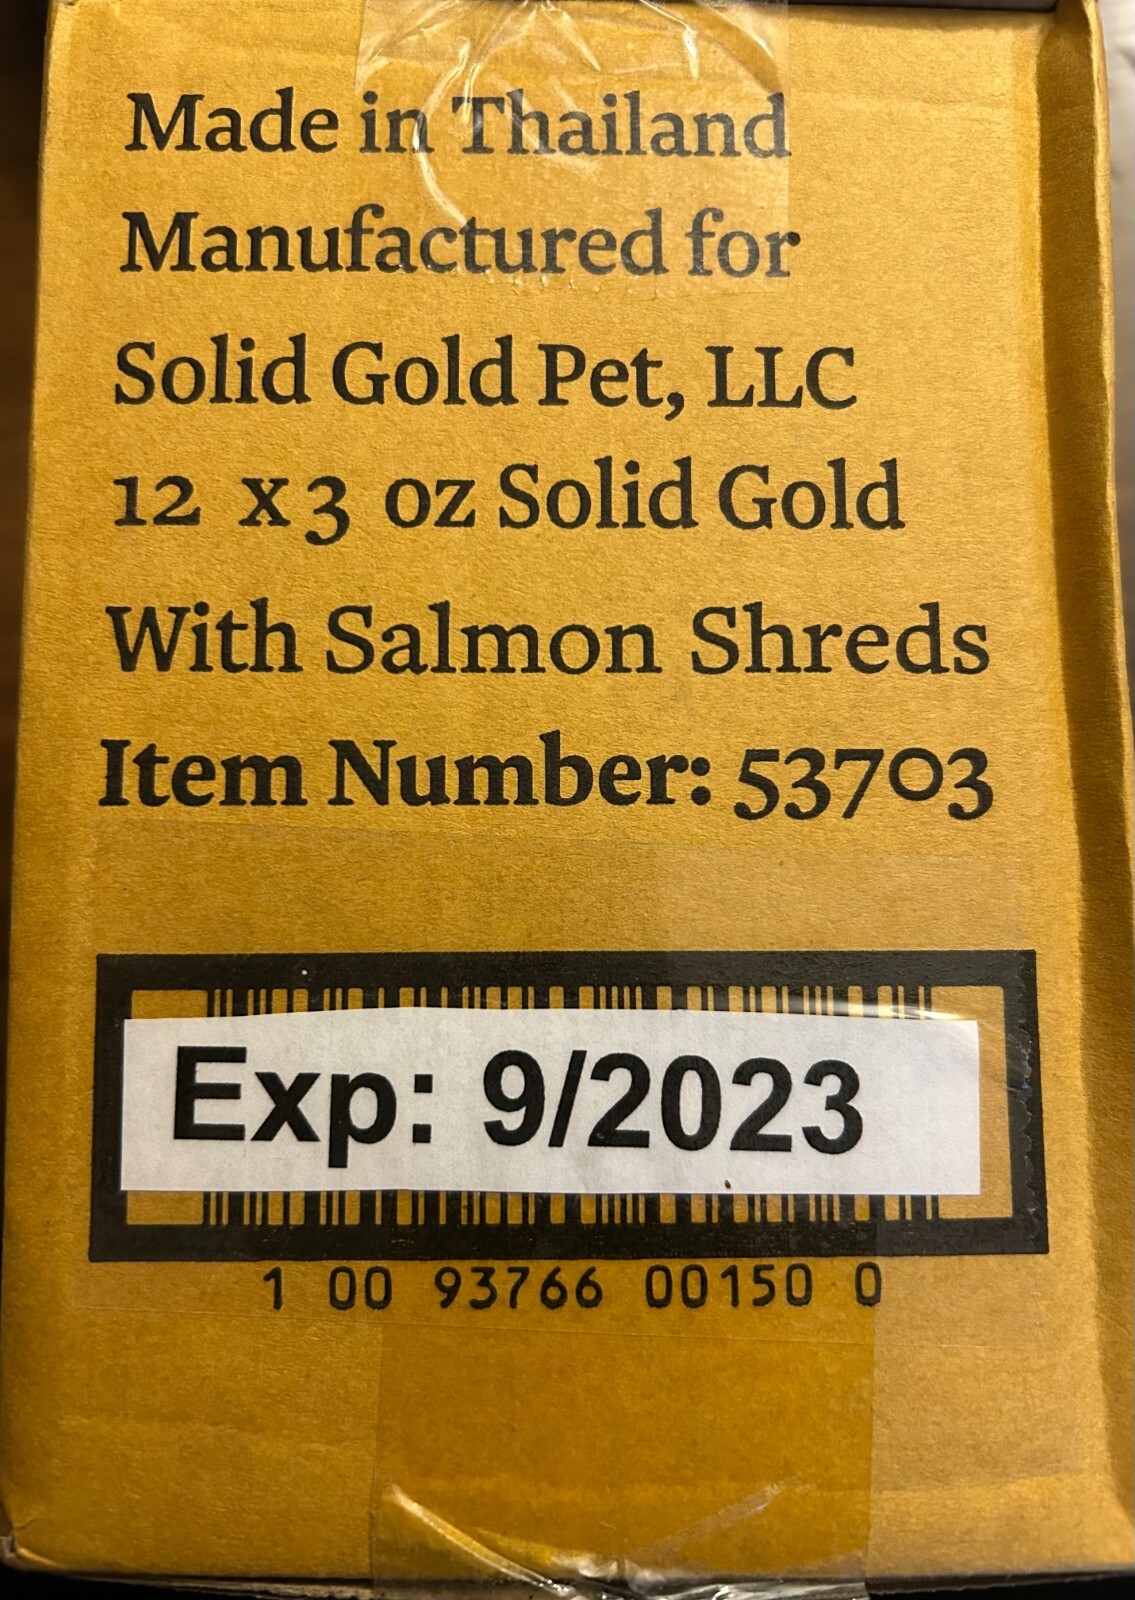 Made in Thailand
Manufactured for
Solid Gold Pet, LLC
12 x 3 oz Solid Gold
With Salmon Shreds
Item Number: 53703
Exp: 9/2023
1 00 93766 00150 0